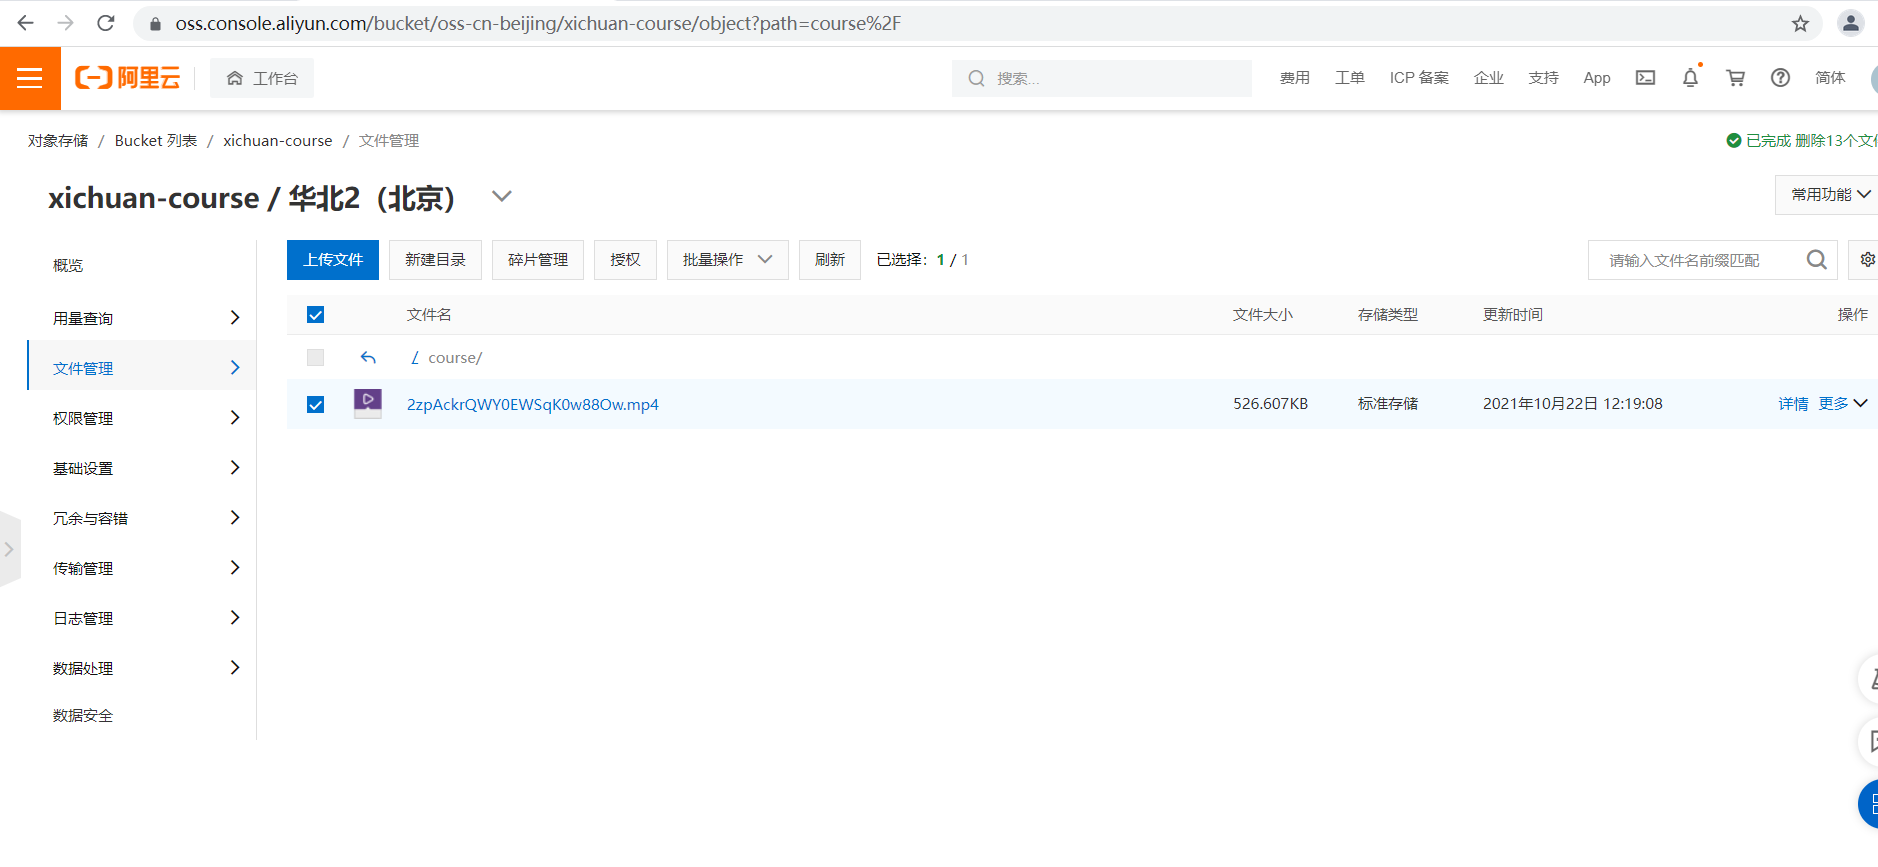 oss.console.aliyun.com/bucket/oss-cn-beijing/xichuan-course/object?path=course%2F
阿里云 工作台 搜索... 费用 工单 ICP 备案 企业 支持 App 简体
对象存储 / Bucket 列表 / xichuan-course / 文件管理 已完成 删除13个文件
xichuan-course / 华北2（北京） 常用功能
概览
用量查询
文件管理
权限管理
基础设置
冗余与容错
传输管理
日志管理
数据处理
数据安全
上传文件 新建目录 碎片管理 授权 批量操作 刷新 已选择：1 / 1 请输入文件名前缀匹配
文件名 文件大小 存储类型 更新时间 操作
/ course/
2zpAckrQWY0EWSqK0w88Ow.mp4 526.607KB 标准存储 2021年10月22日 12:19:08 详情 更多